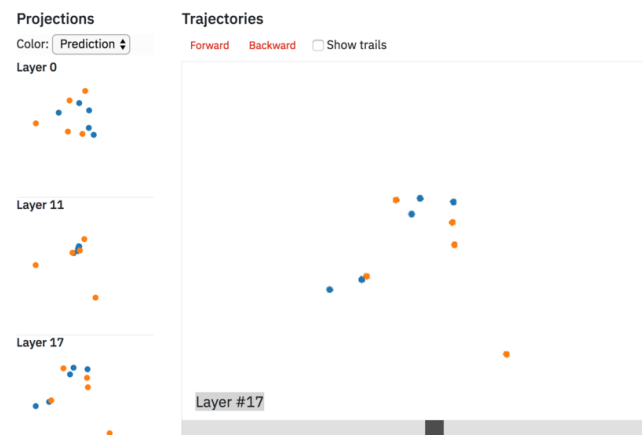 Projections
Color: Prediction
Layer 0
Layer 11
Layer 17
Trajectories
Forward Backward Show trails
Layer #17